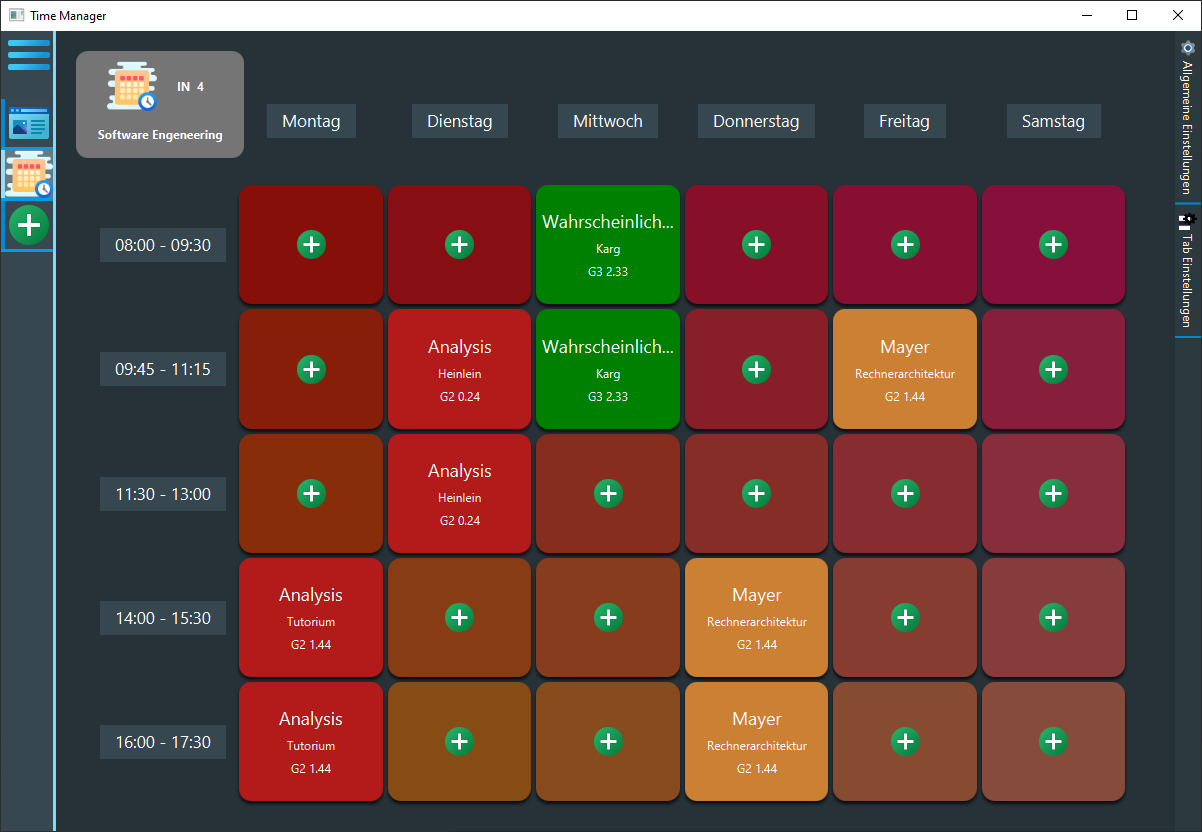 Time Manager
IN 4
Software Engeneering
Montag
Dienstag
Mittwoch
Donnerstag
Freitag
Samstag
08:00 - 09:30
Wahrscheinlich...
Karg
G3 2.33
09:45 - 11:15
Analysis
Heinlein
G2 0.24
Wahrscheinlich...
Karg
G3 2.33
Mayer
Rechnerarchitektur
G2 1.44
11:30 - 13:00
Analysis
Heinlein
G2 0.24
14:00 - 15:30
Analysis
Tutorium
G2 1.44
Mayer
Rechnerarchitektur
G2 1.44
16:00 - 17:30
Analysis
Tutorium
G2 1.44
Mayer
Rechnerarchitektur
G2 1.44
Allgemeine Einstellungen
Tab Einstellungen